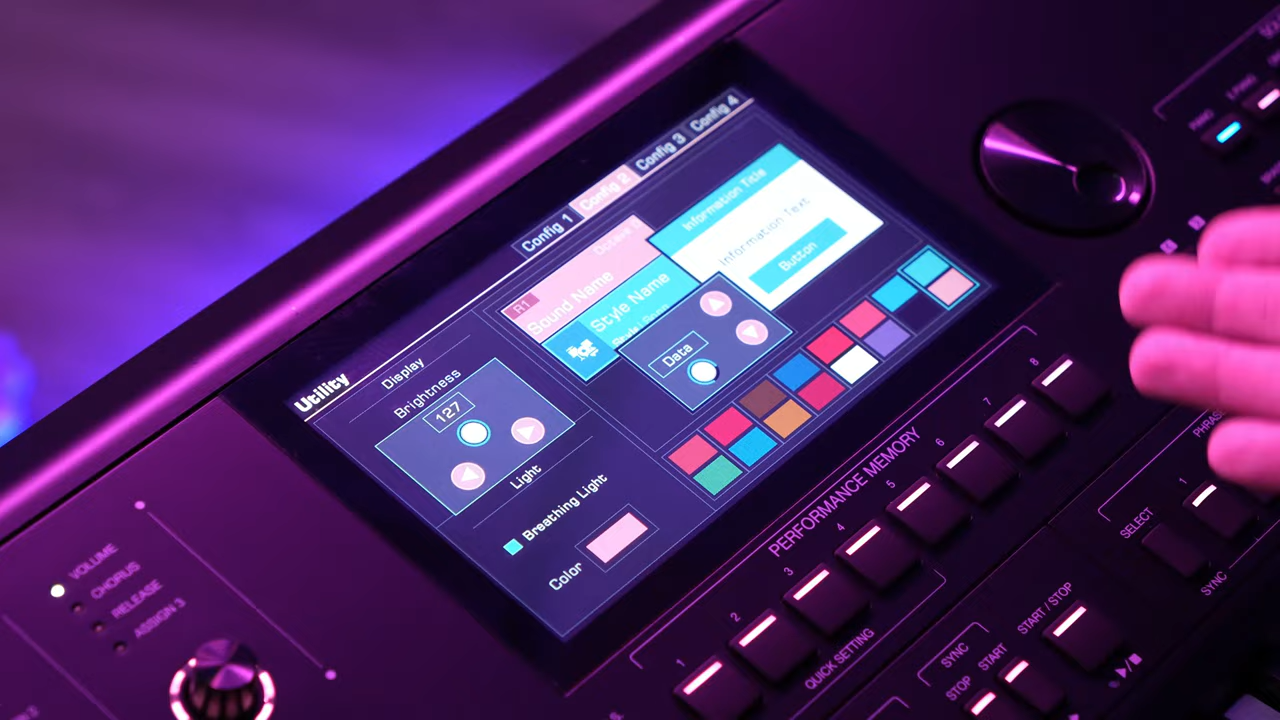 Utility
Config 1
Config 2
Config 3
Config 4
Display
Brightness
127
Light
Breathing Light
Color
R1
Sound Name
Style Name
Information Title
Information Text
Button
Data
PERFORMANCE MEMORY
1
2
3
4
5
6
7
8
QUICK SETTING
VOLUME
CHORUS
RELEASE
ASSIGN 3
SYNC
STOP
START
START / STOP
SELECT
1
SYNC
PIANO
E.PIANO